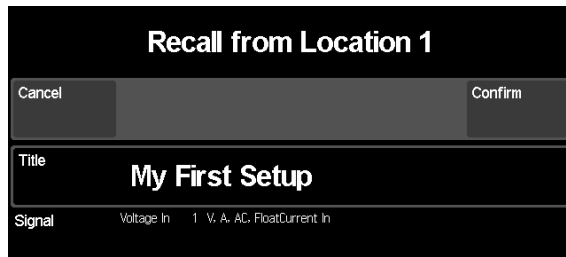 Recall from Location 1
Cancel
Confirm
Title
My First Setup
Signal Voltage In 1 V, A, AC, FloatCurrent In